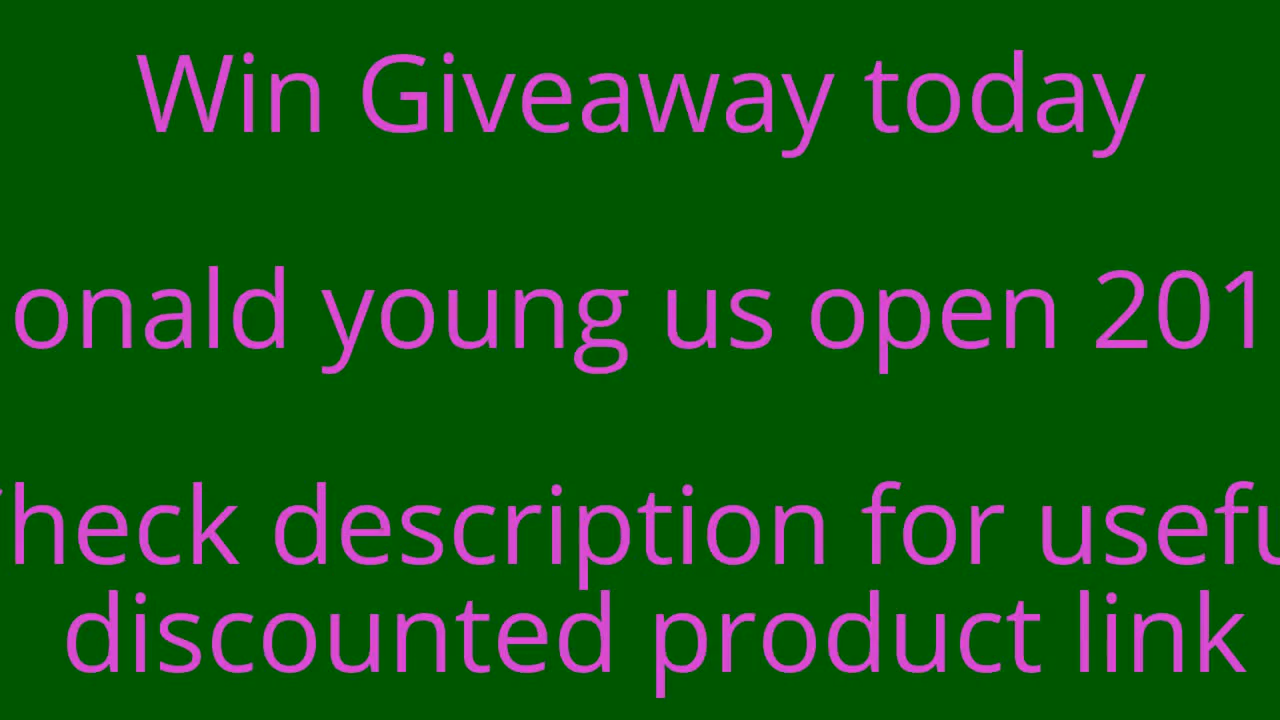 Win Giveaway today
onald young us open 201
heck description for usefu
discounted product link